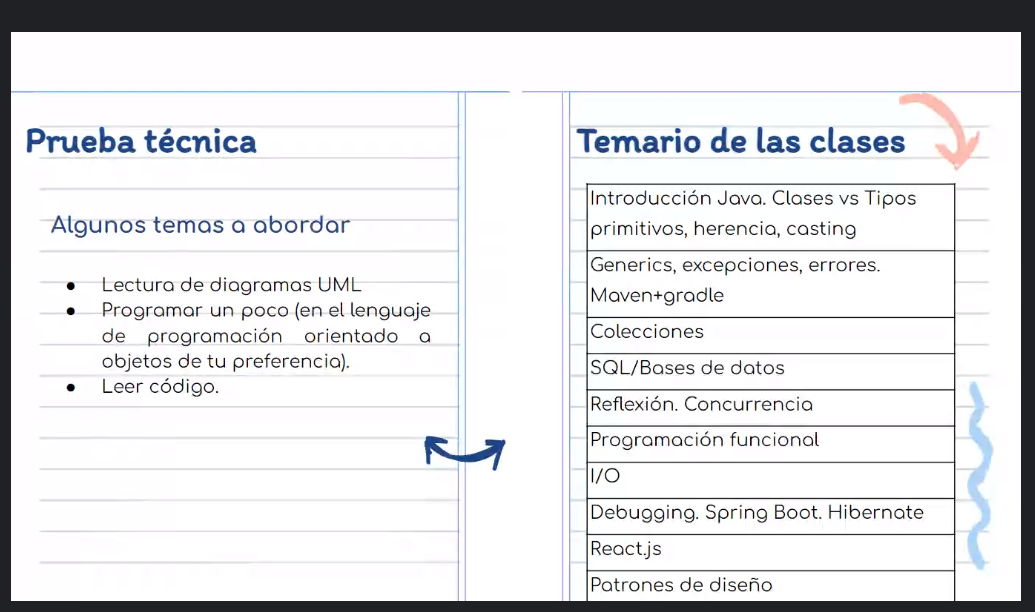 Prueba técnica
Algunos temas a abordar
● Lectura de diagramas UML
● Programar un poco (en el lenguaje
de programación orientado a
objetos de tu preferencia).
● Leer código.
Temario de las clases
Introducción Java. Clases vs Tipos
primitivos, herencia, casting
Generics, excepciones, errores.
Maven+gradle
Colecciones
SQL/Bases de datos
Reflexión. Concurrencia
Programación funcional
I/O
Debugging. Spring Boot. Hibernate
React.js
Patrones de diseño